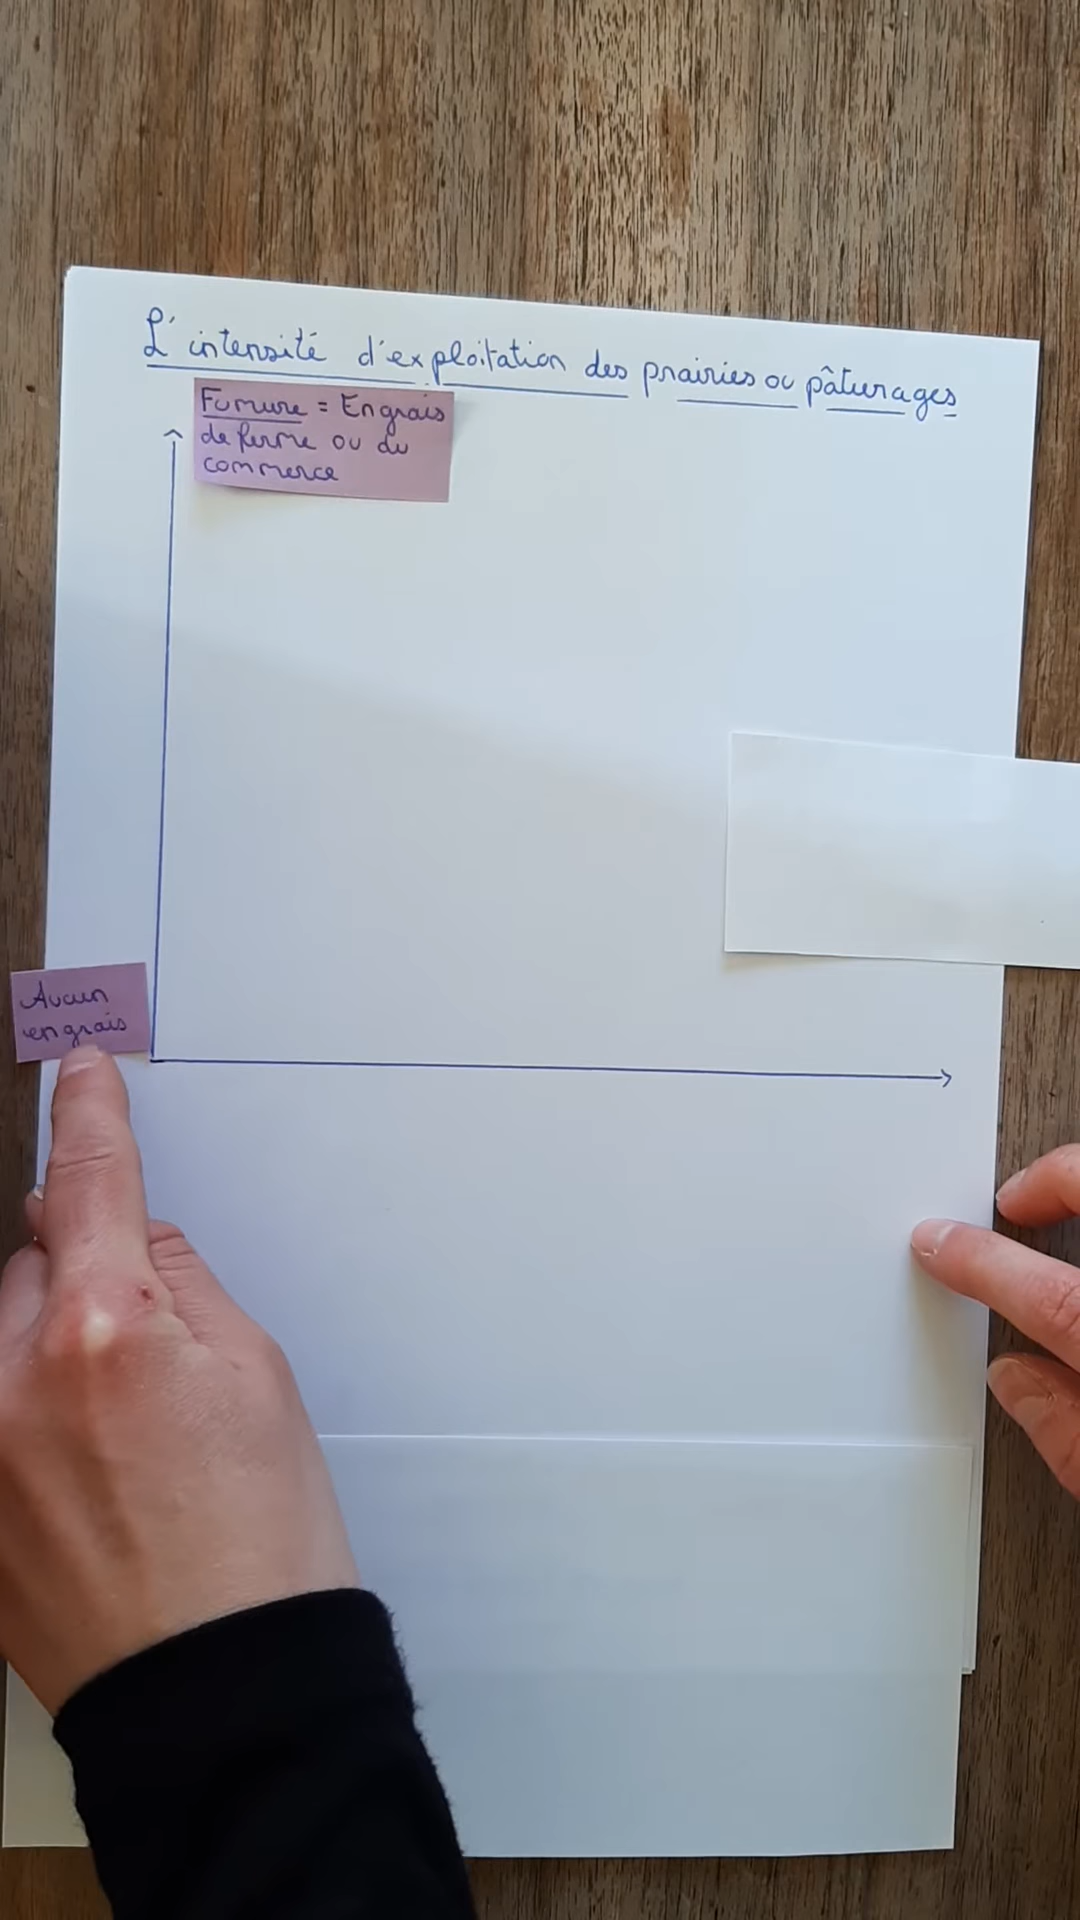 L'intensité d'exploitation des prairies ou pâturages
Fumure = Engrais
de ferme ou du
commerce
Aucun
engrais